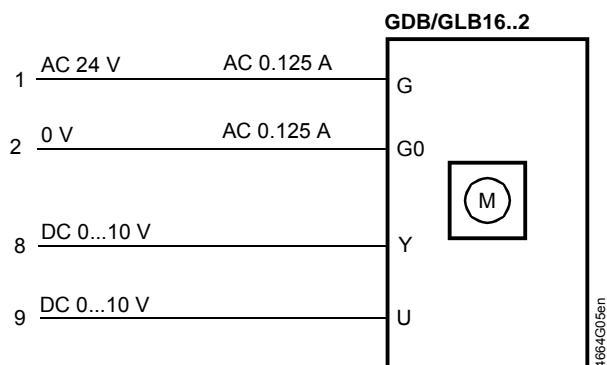 GDB/GLB16..2
1 AC 24 V AC 0.125 A G
2 0 V AC 0.125 A G0
M
8 DC 0...10 V Y
9 DC 0...10 V U
4664G05en